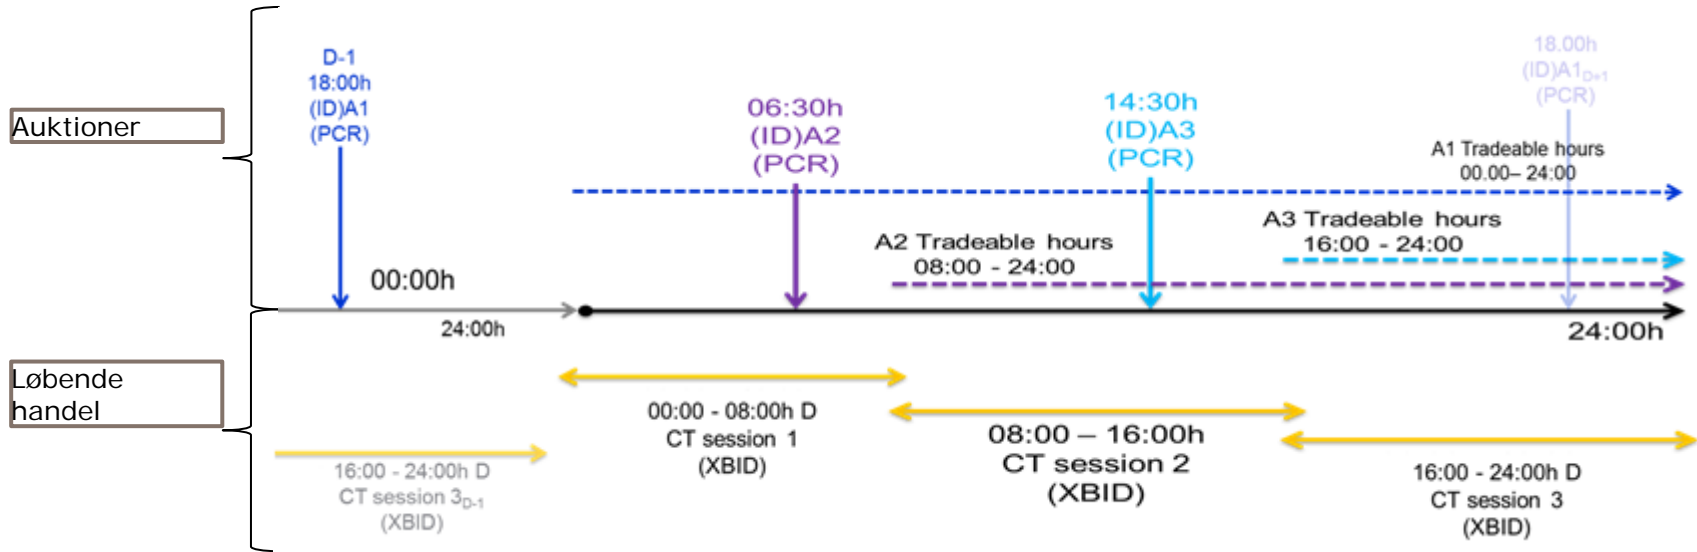 Auktioner
D-1
18:00h
(ID)A1
(PCR)
06:30h
(ID)A2
(PCR)
14:30h
(ID)A3
(PCR)
18.00h
(ID)A1D+1
(PCR)
A1 Tradeable hours
00.00– 24:00
A3 Tradeable hours
16:00 - 24:00
A2 Tradeable hours
08:00 - 24:00
00:00h
24:00h
24:00h
Løbende
handel
00:00 - 08:00h D
CT session 1
(XBID)
08:00 – 16:00h
CT session 2
(XBID)
16:00 - 24:00h D
CT session 3D-1
(XBID)
16:00 - 24:00h D
CT session 3
(XBID)